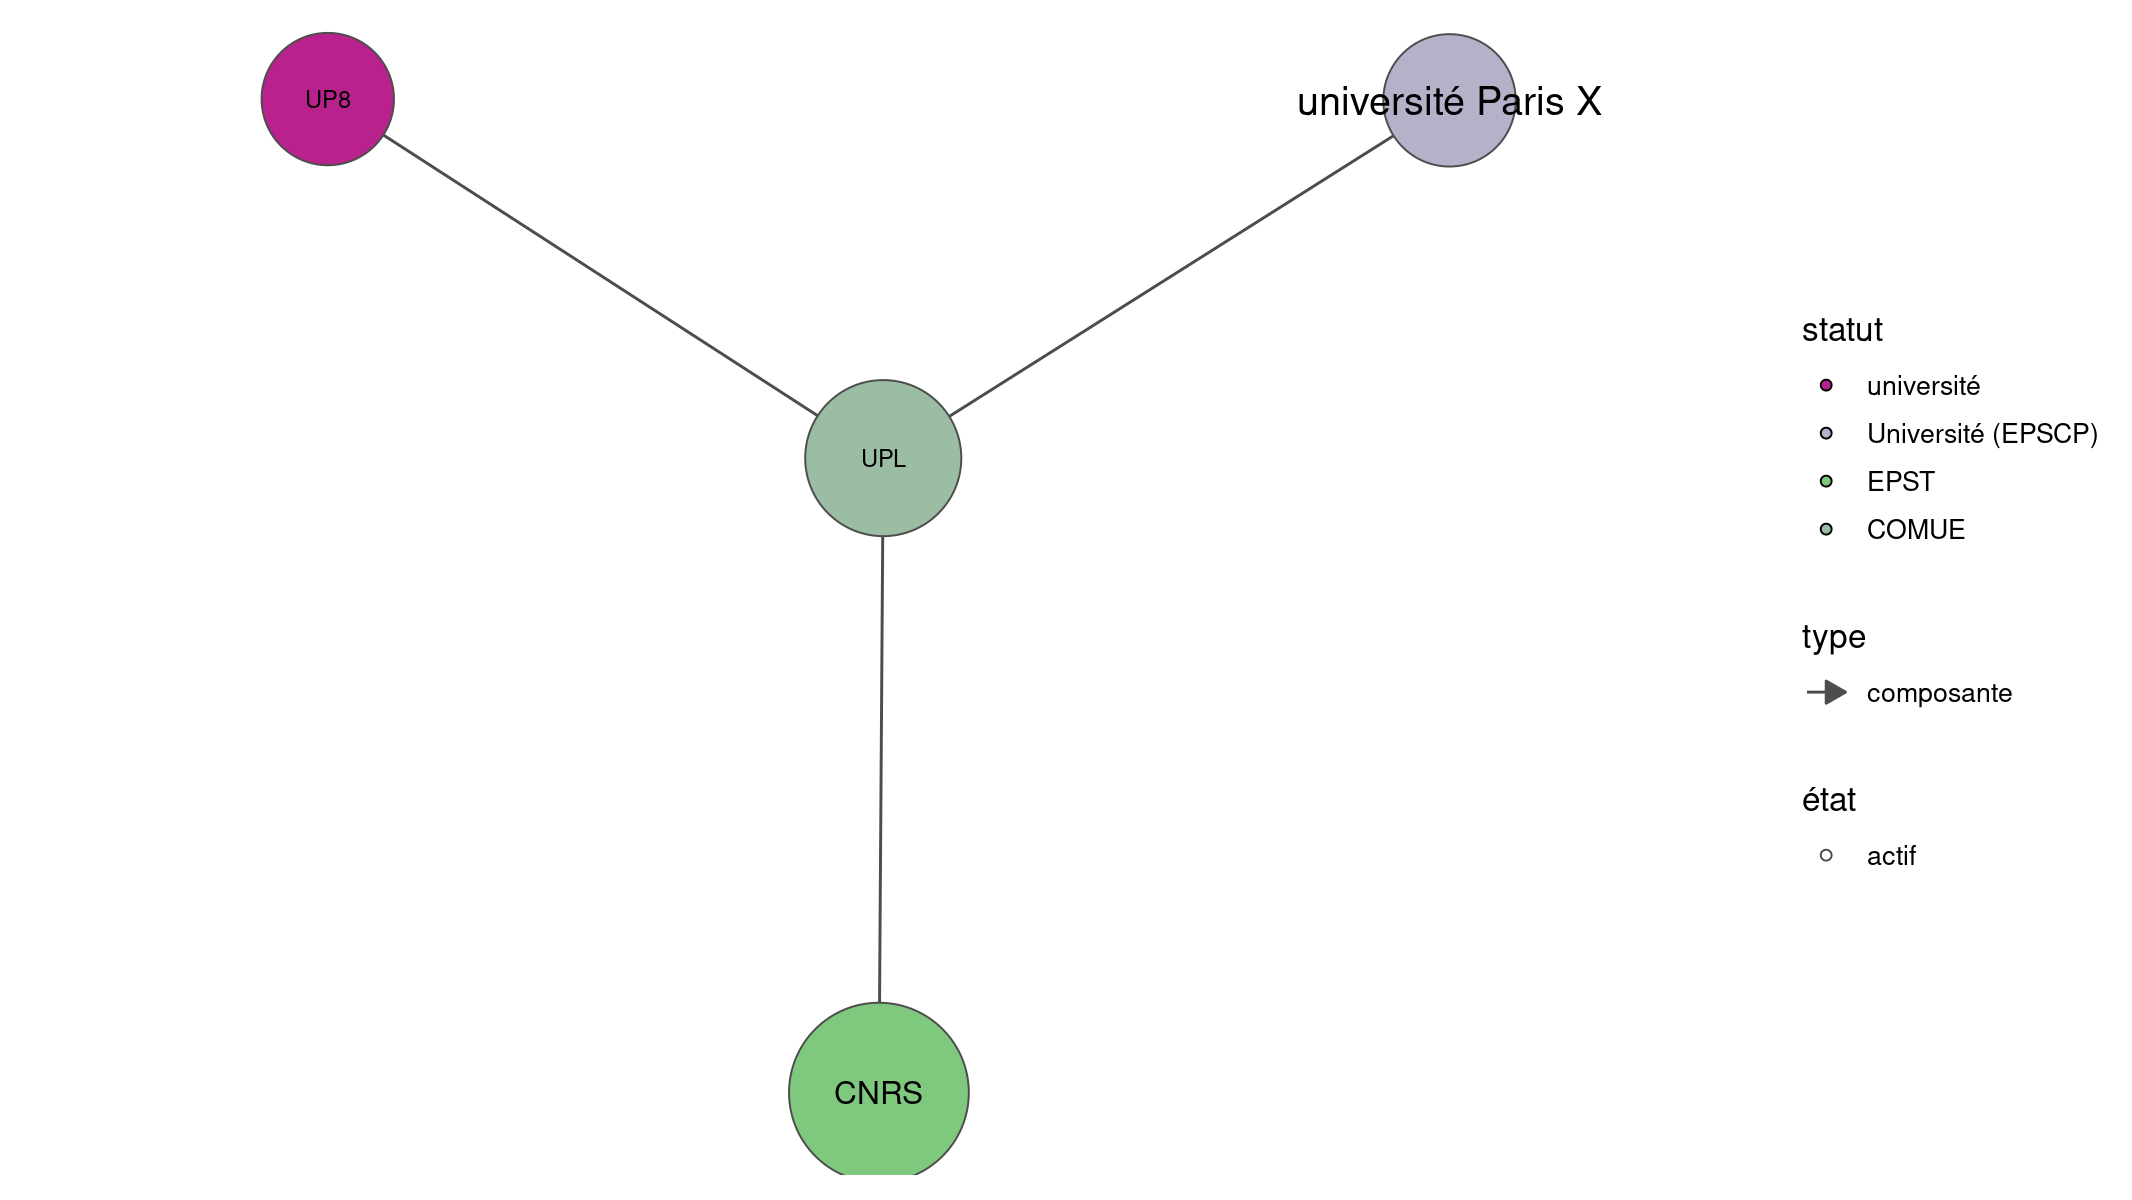 UP8
université Paris X
UPL
CNRS
statut
université
Université (EPSCP)
EPST
COMUE
type
composante
état
actif